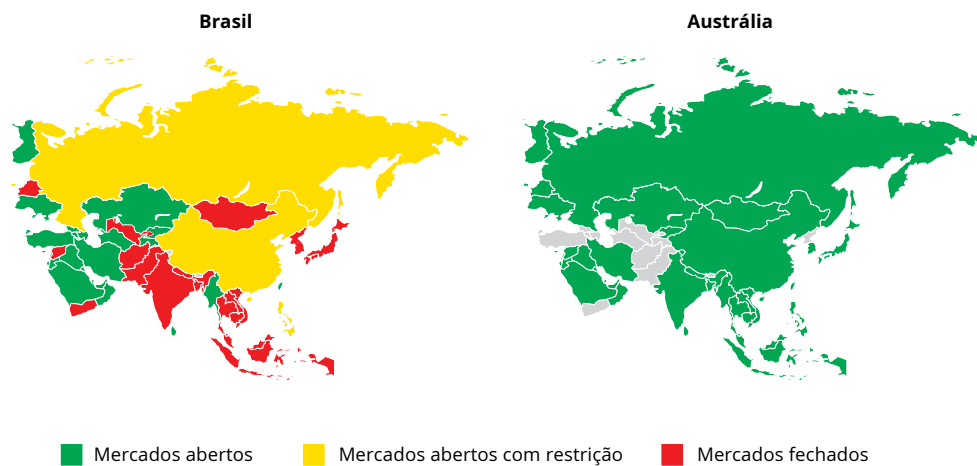 Brasil
Austrália
Mercados abertos
Mercados abertos com restrição
Mercados fechados